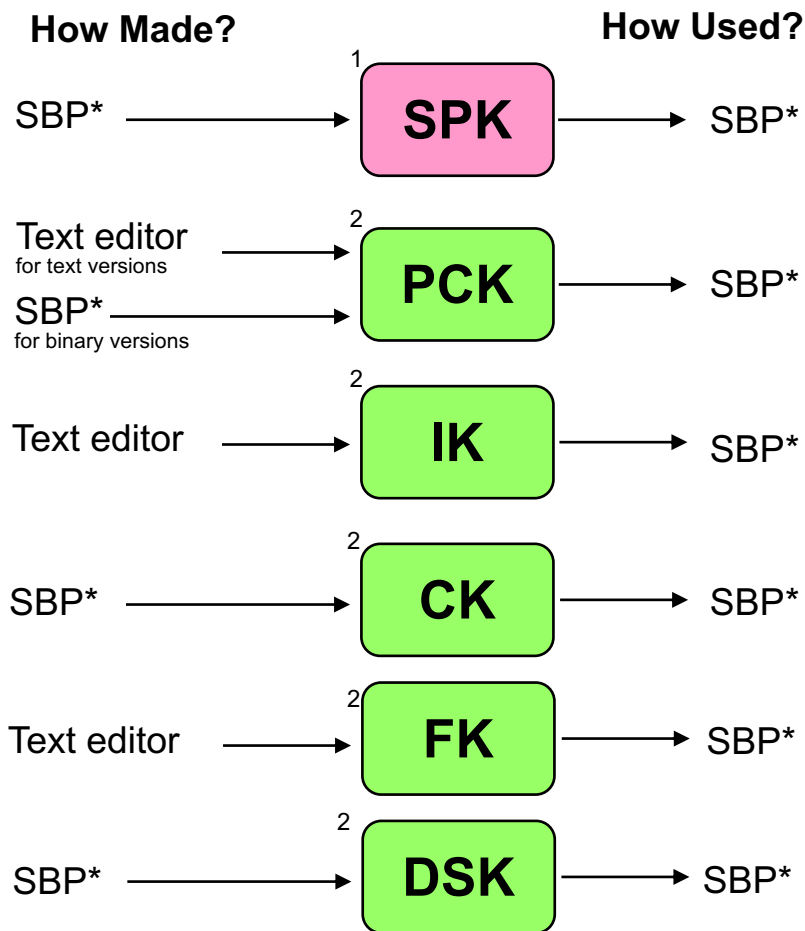 How Made?
How Used?
1
SBP*
SPK
SBP*
2
Text editor
for text versions
PCK
SBP*
SBP*
for binary versions
2
Text editor
IK
SBP*
2
SBP*
CK
SBP*
2
Text editor
FK
SBP*
2
SBP*
DSK
SBP*